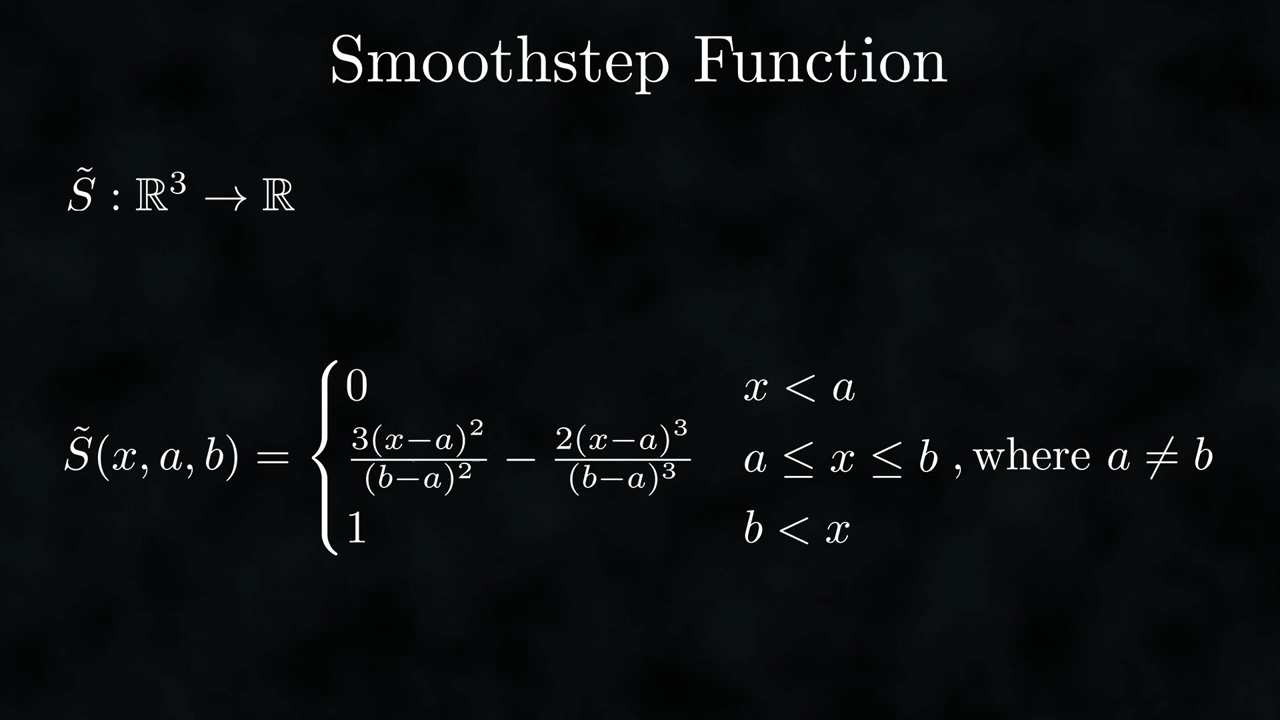 Smoothstep Function
S̃ : ℝ³ → ℝ
S̃(x, a, b) = { 0    x < a
3(x−a)²/(b−a)² − 2(x−a)³/(b−a)³    a ≤ x ≤ b , where a ≠ b
1    b < x